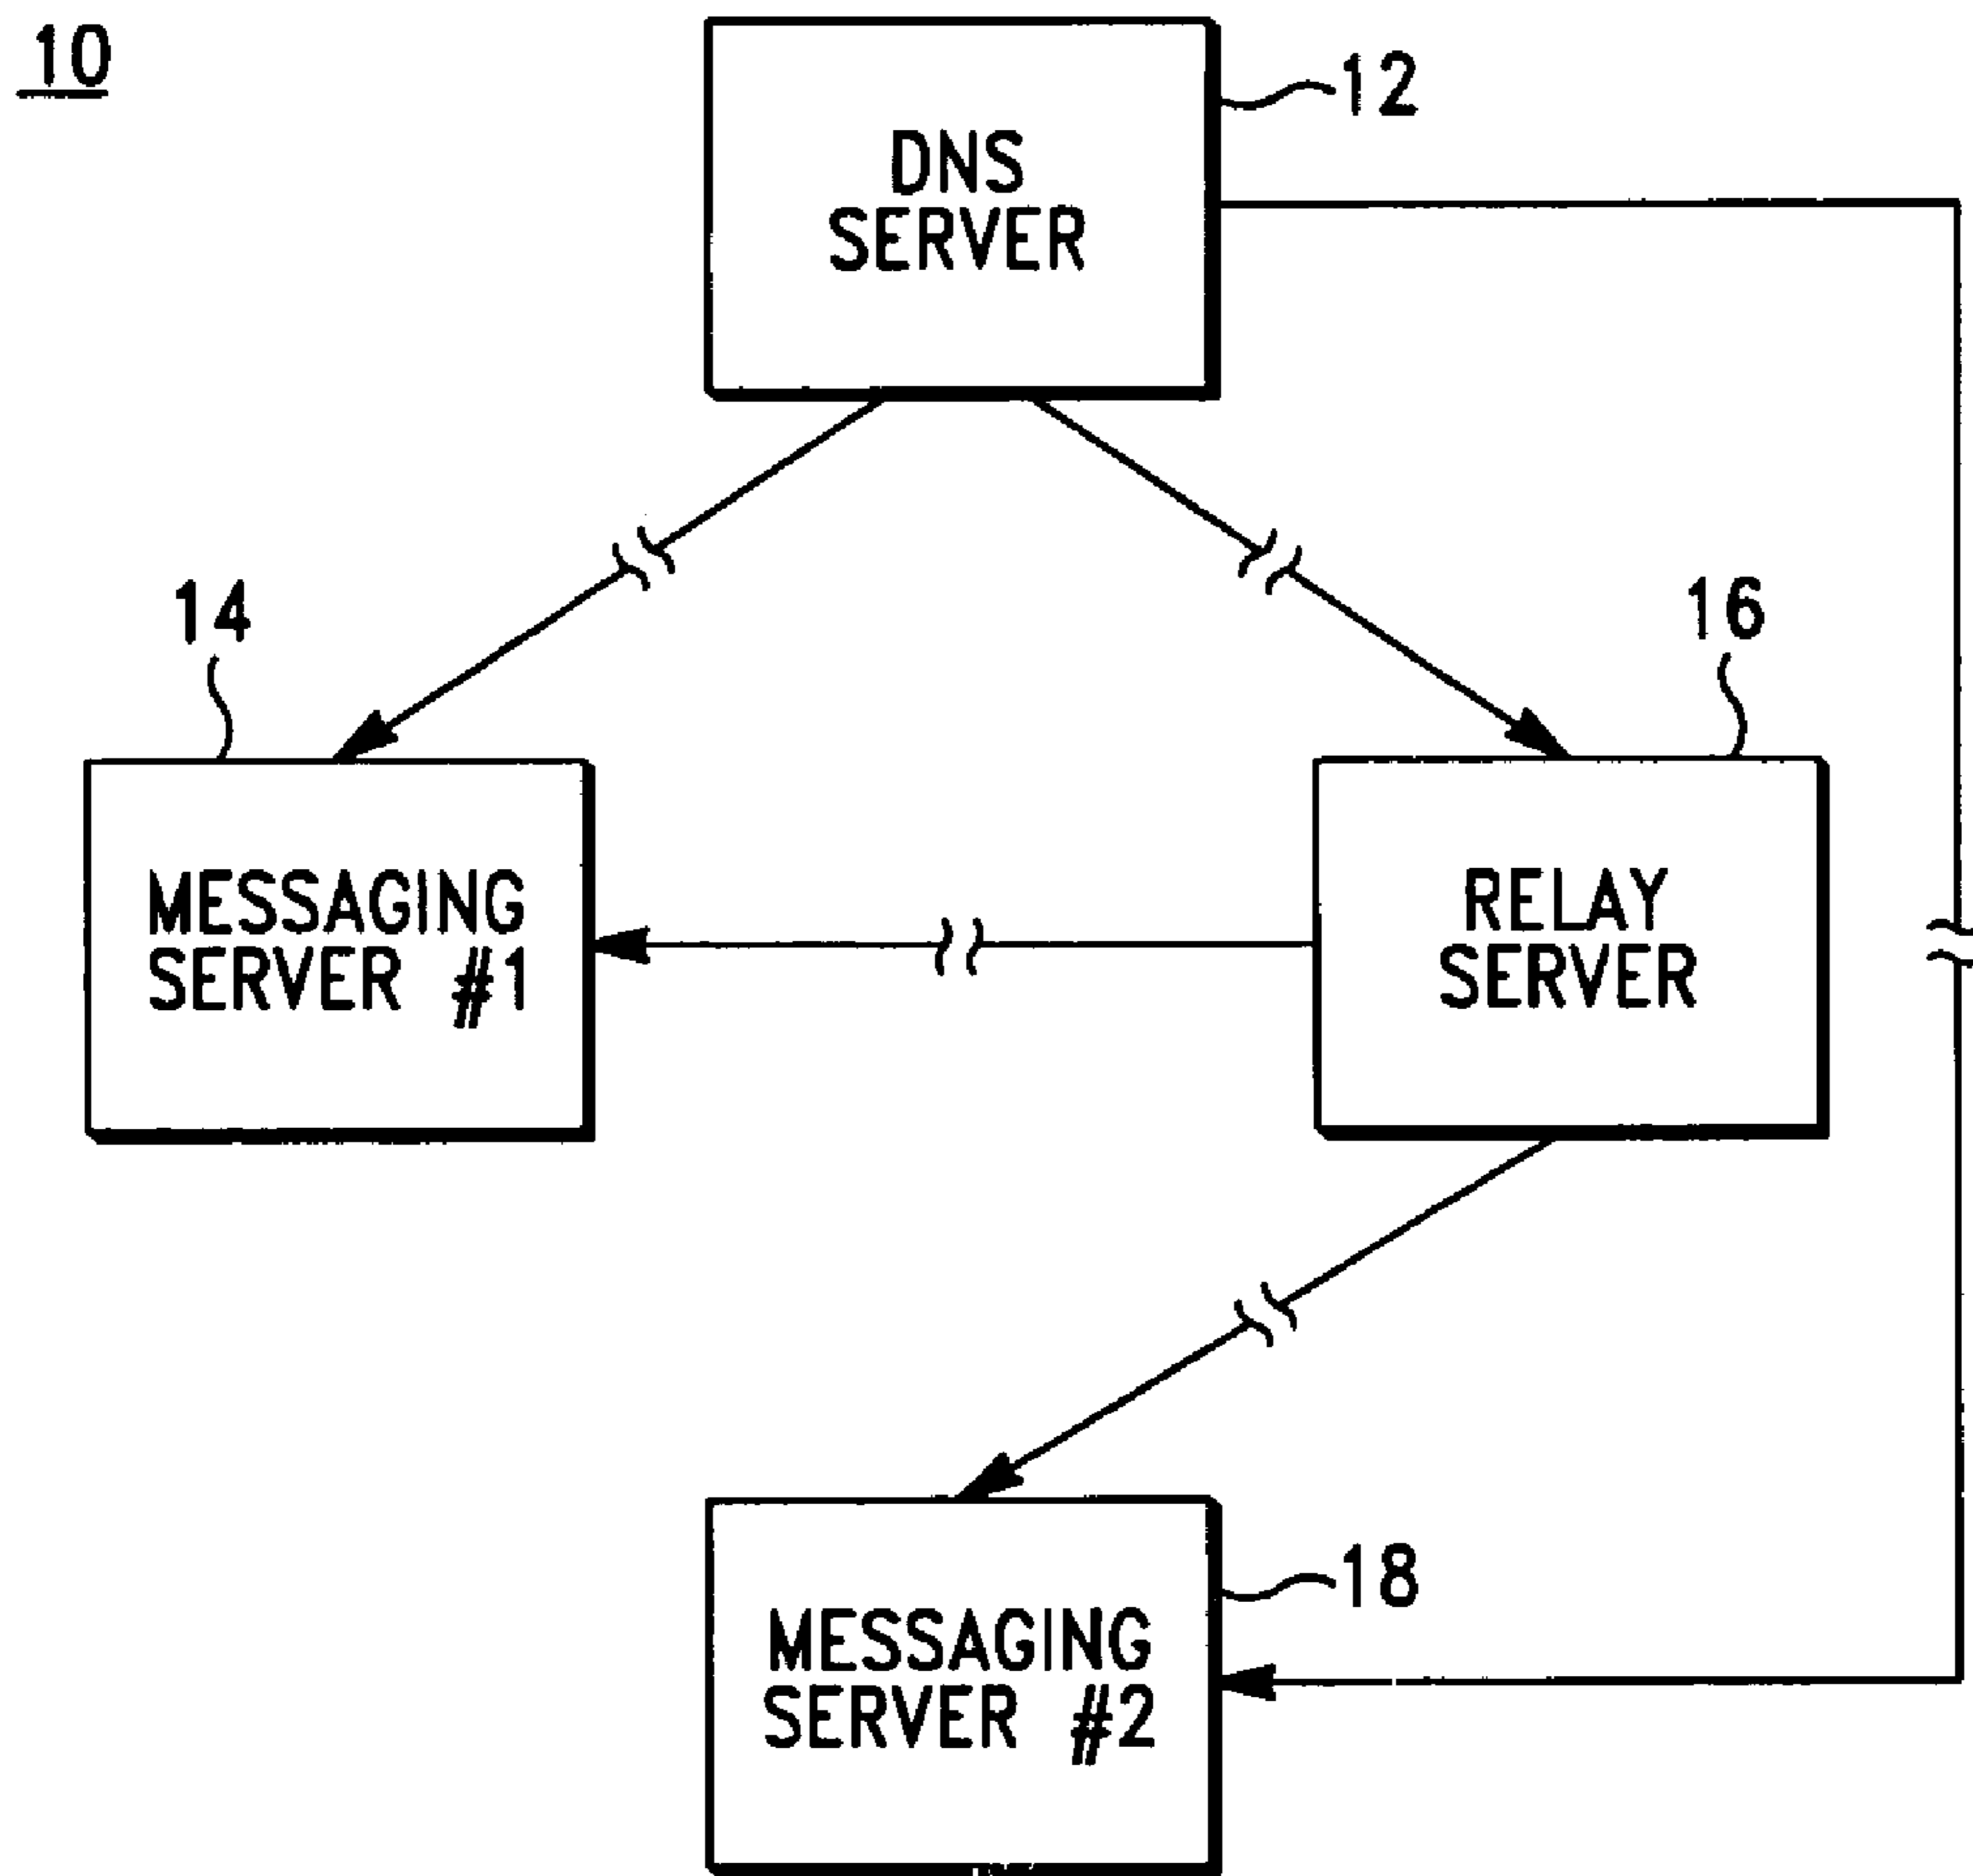 10
12
DNS
SERVER
14
16
MESSAGING
SERVER #1
RELAY
SERVER
18
MESSAGING
SERVER #2